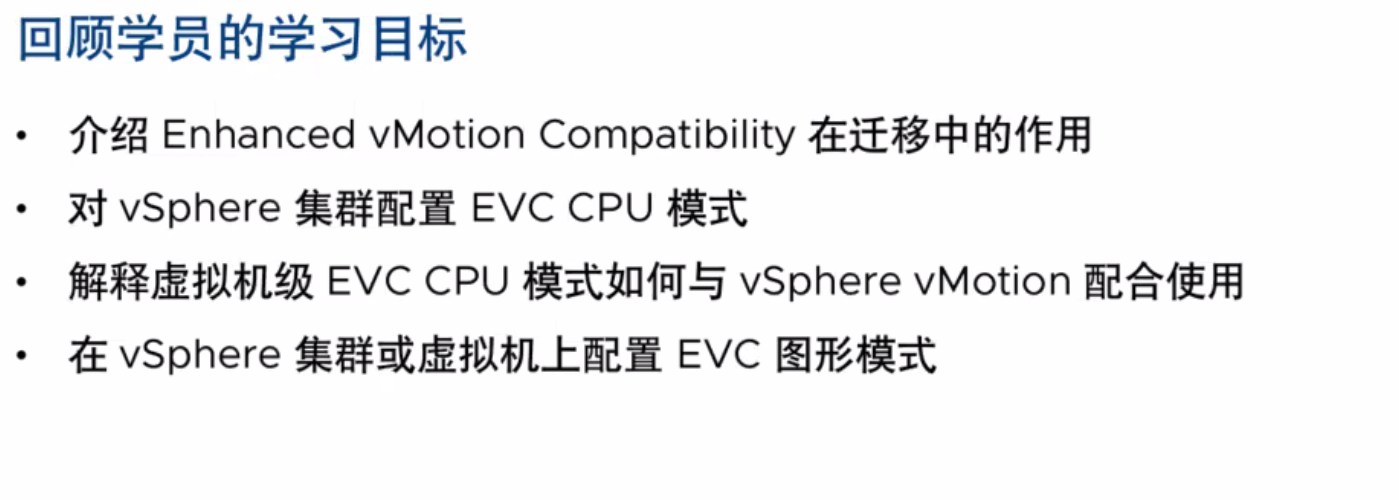 回顾学员的学习目标
• 介绍 Enhanced vMotion Compatibility 在迁移中的作用
• 对 vSphere 集群配置 EVC CPU 模式
• 解释虚拟机级 EVC CPU 模式如何与 vSphere vMotion 配合使用
• 在 vSphere 集群或虚拟机上配置 EVC 图形模式